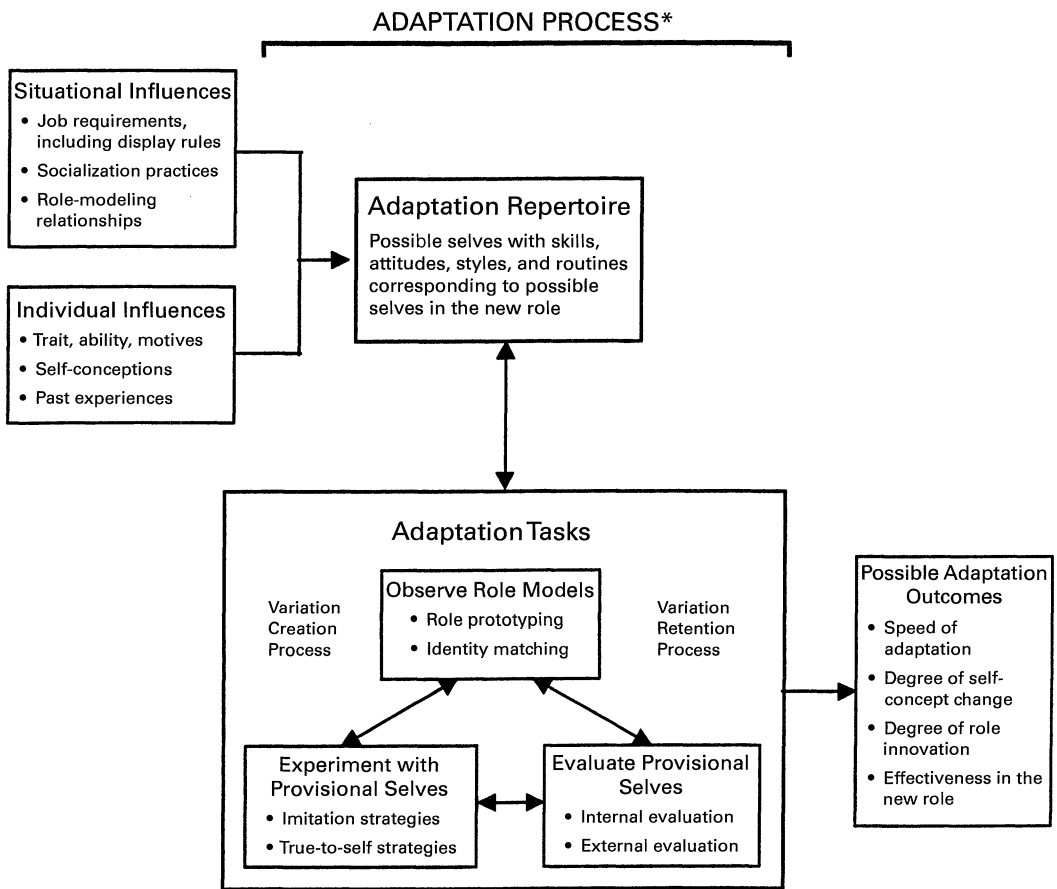 ADAPTATION PROCESS*
Situational Influences
• Job requirements,
including display rules
• Socialization practices
• Role-modeling
relationships
Individual Influences
• Trait, ability, motives
• Self-conceptions
• Past experiences
Adaptation Repertoire
Possible selves with skills,
attitudes, styles, and routines
corresponding to possible
selves in the new role
Adaptation Tasks
Variation
Creation
Process
Observe Role Models
• Role prototyping
• Identity matching
Variation
Retention
Process
Experiment with
Provisional Selves
• Imitation strategies
• True-to-self strategies
Evaluate Provisional
Selves
• Internal evaluation
• External evaluation
Possible Adaptation
Outcomes
• Speed of
adaptation
• Degree of self-
concept change
• Degree of role
innovation
• Effectiveness in the
new role